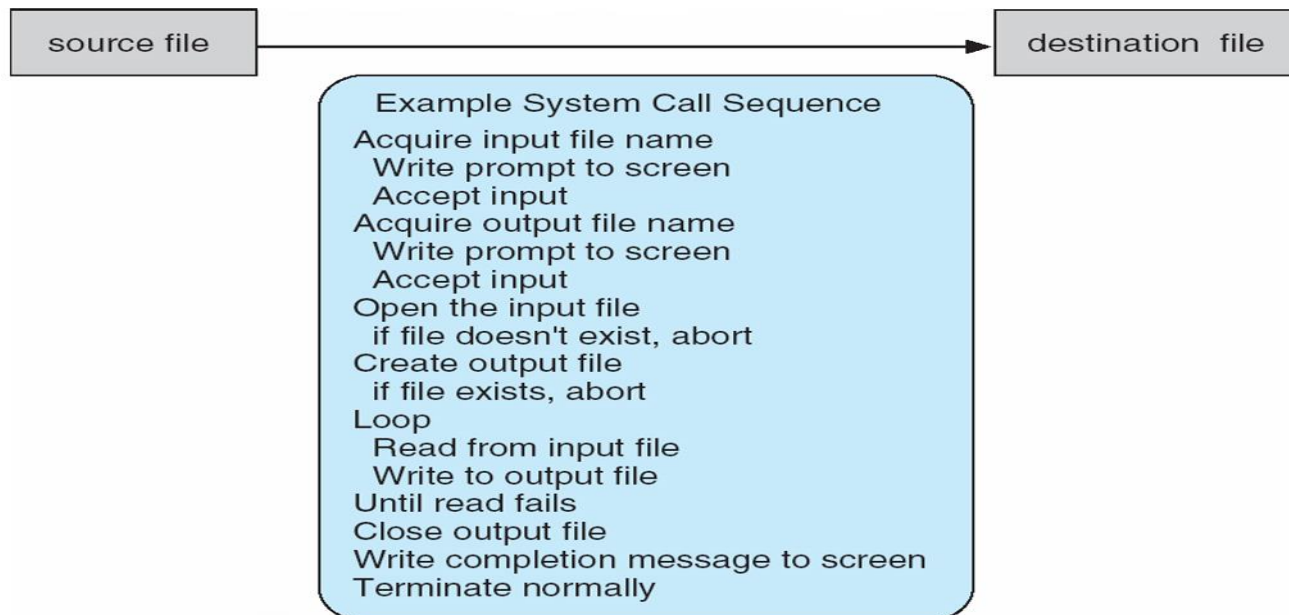 source file
destination file
Example System Call Sequence
Acquire input file name
Write prompt to screen
Accept input
Acquire output file name
Write prompt to screen
Accept input
Open the input file
if file doesn't exist, abort
Create output file
if file exists, abort
Loop
Read from input file
Write to output file
Until read fails
Close output file
Write completion message to screen
Terminate normally